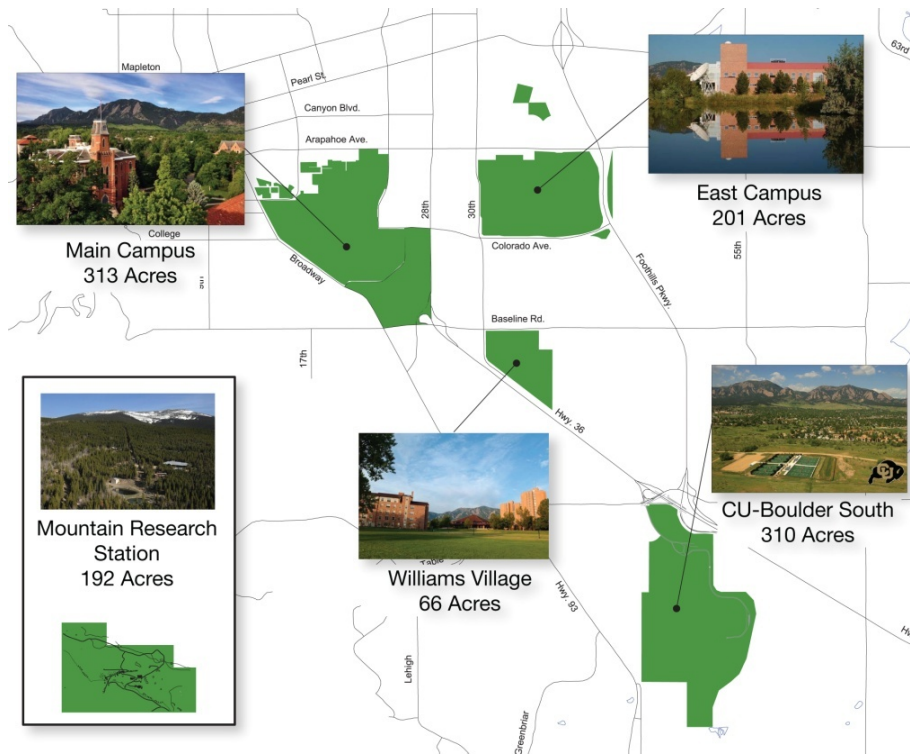 63rd
Mapleton
Pearl St.
Canyon Blvd.
Arapahoe Ave.
28th
30th
55th
East Campus
201 Acres
College
Main Campus
313 Acres
Broadway
Colorado Ave.
Foothills Pkwy.
Baseline Rd.
17th
Hwy. 36
CU
CU-Boulder South
310 Acres
Mountain Research
Station
192 Acres
Williams Village
66 Acres
Table
Hwy. 93
Lehigh
Greenbriar